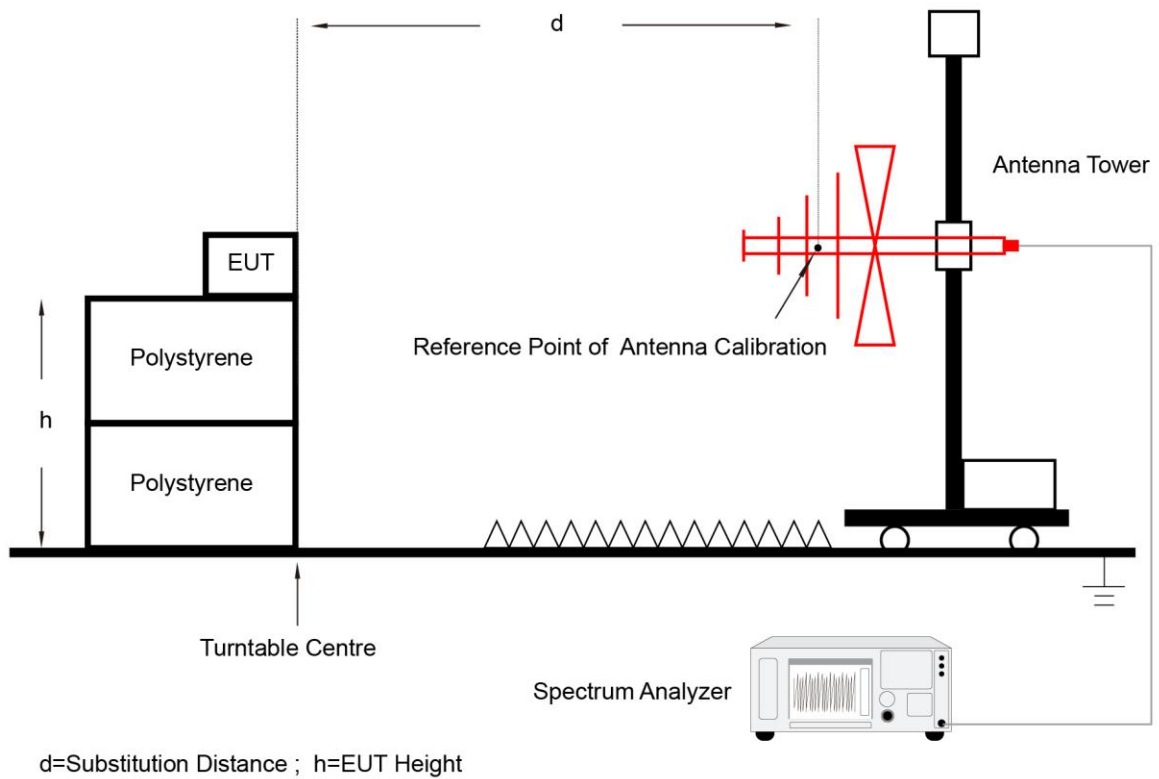 d
Antenna Tower
EUT
Reference Point of Antenna Calibration
Polystyrene
h
Polystyrene
Turntable Centre
Spectrum Analyzer
d=Substitution Distance ; h=EUT Height